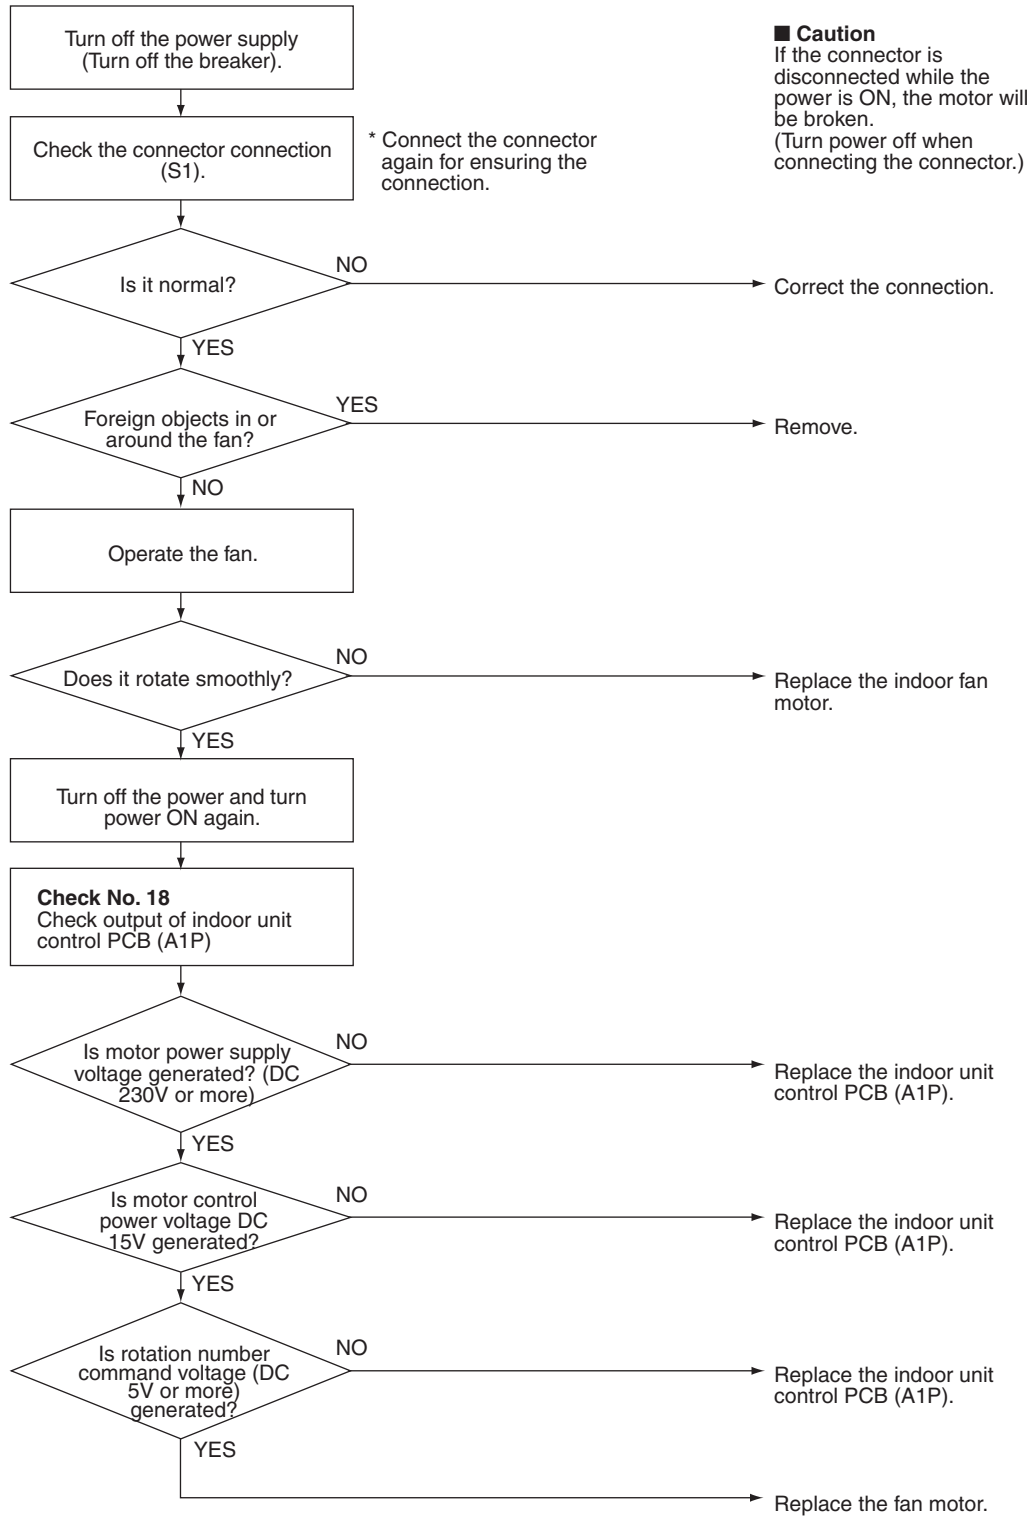 Turn off the power supply
(Turn off the breaker).
■ Caution
If the connector is
disconnected while the
power is ON, the motor will
be broken.
(Turn power off when
connecting the connector.)
Check the connector connection
(S1).
* Connect the connector
again for ensuring the
connection.
Is it normal?
NO
Correct the connection.
YES
Foreign objects in or
around the fan?
YES
Remove.
NO
Operate the fan.
Does it rotate smoothly?
NO
Replace the indoor fan
motor.
YES
Turn off the power and turn
power ON again.
Check No. 18
Check output of indoor unit
control PCB (A1P)
Is motor power supply
voltage generated? (DC
230V or more)
NO
Replace the indoor unit
control PCB (A1P).
YES
Is motor control
power voltage DC
15V generated?
NO
Replace the indoor unit
control PCB (A1P).
YES
Is rotation number
command voltage (DC
5V or more)
generated?
NO
Replace the indoor unit
control PCB (A1P).
YES
Replace the fan motor.